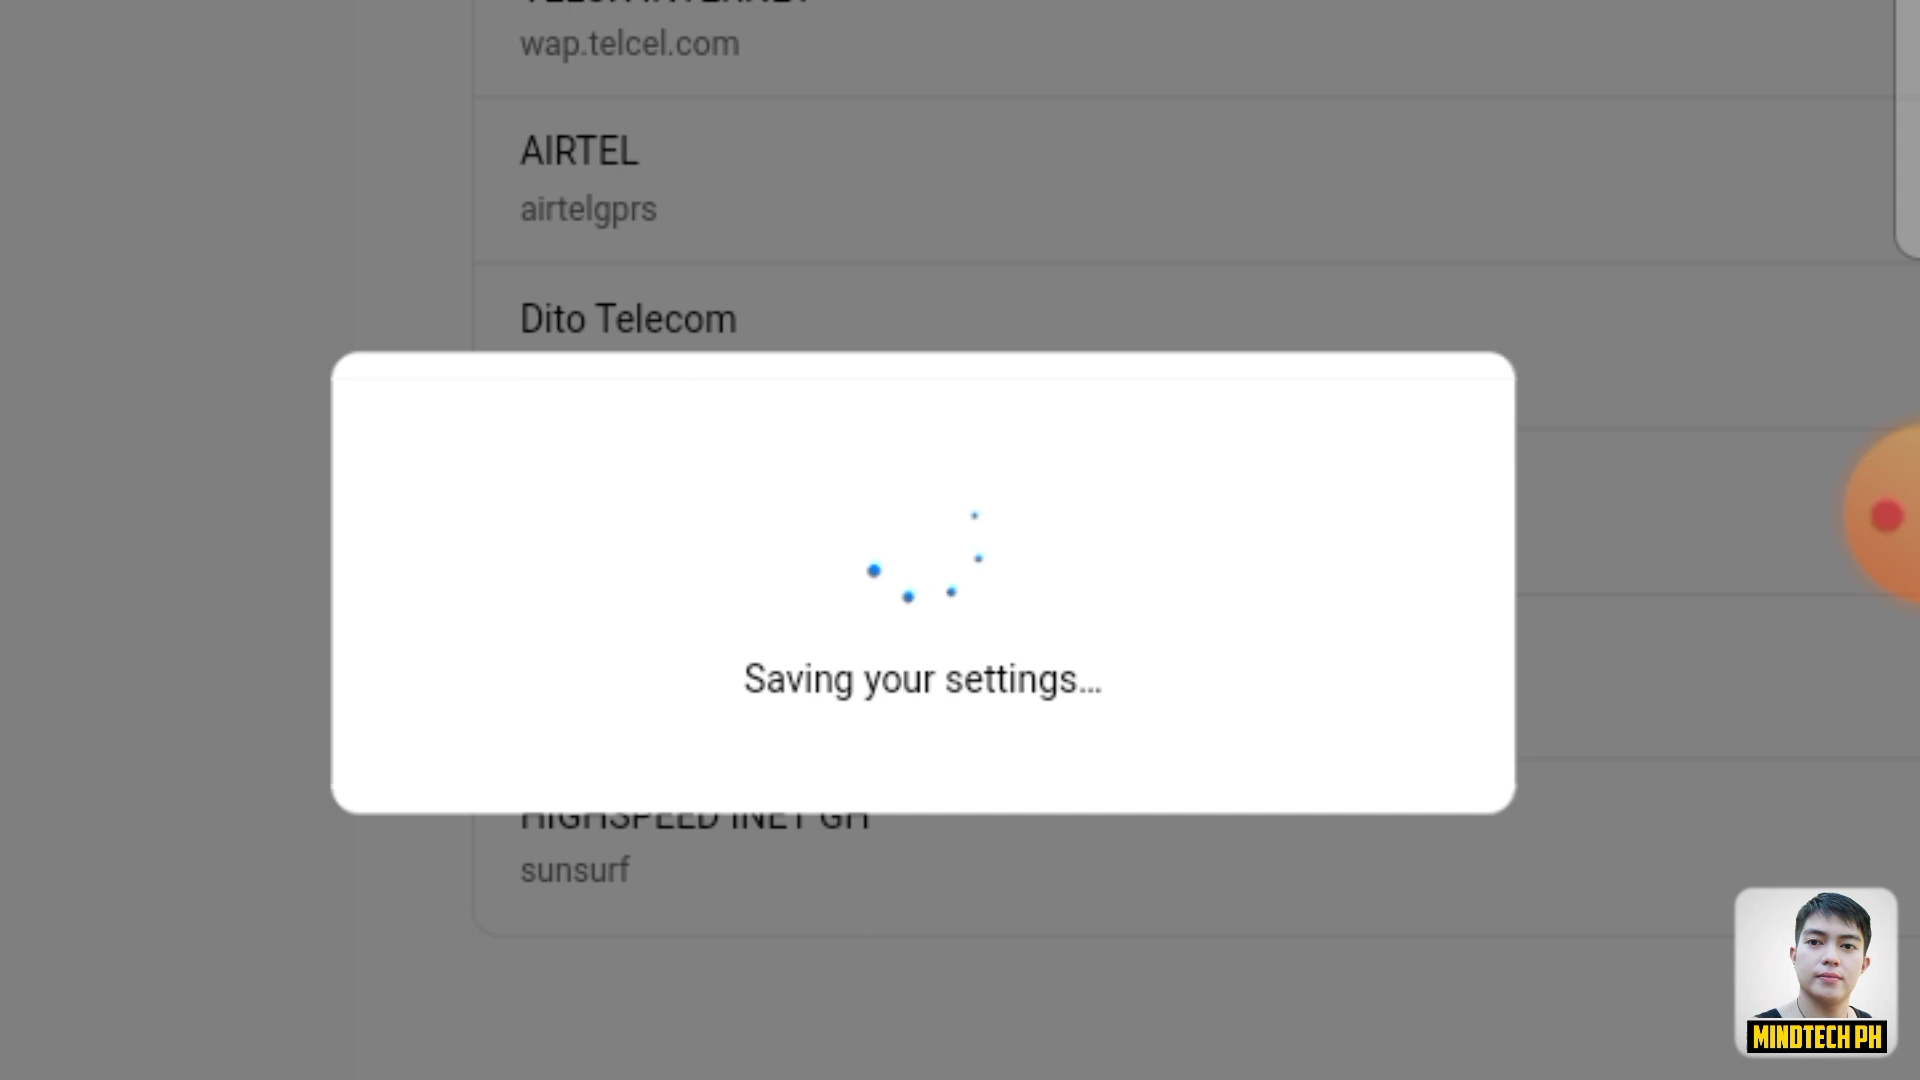 wap.telcel.com
AIRTEL
airtelgprs
Dito Telecom
Saving your settings...
HIGHSPEED INET GH
sunsurf
MINDTECH PH